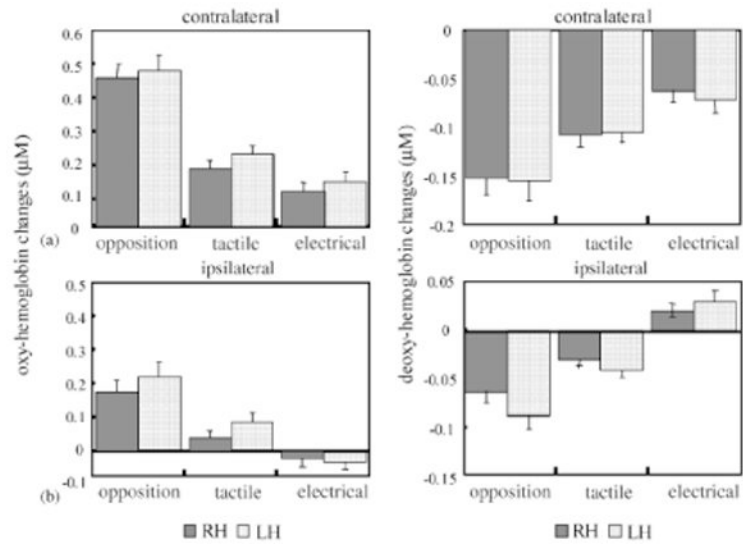 contralateral
oxy-hemoglobin changes (μM)
0.6
0.5
0.4
0.3
0.2
0.1
0
(a)
opposition tactile electrical
ipsilateral
0.5
0.4
0.3
0.2
0.1
0
-0.1
(b)
opposition tactile electrical
RH LH
contralateral
deoxy-hemoglobin changes (μM)
0
-0.05
-0.1
-0.15
-0.2
opposition tactile electrical
ipsilateral
0.05
0
-0.05
-0.1
-0.15
opposition tactile electrical
RH LH